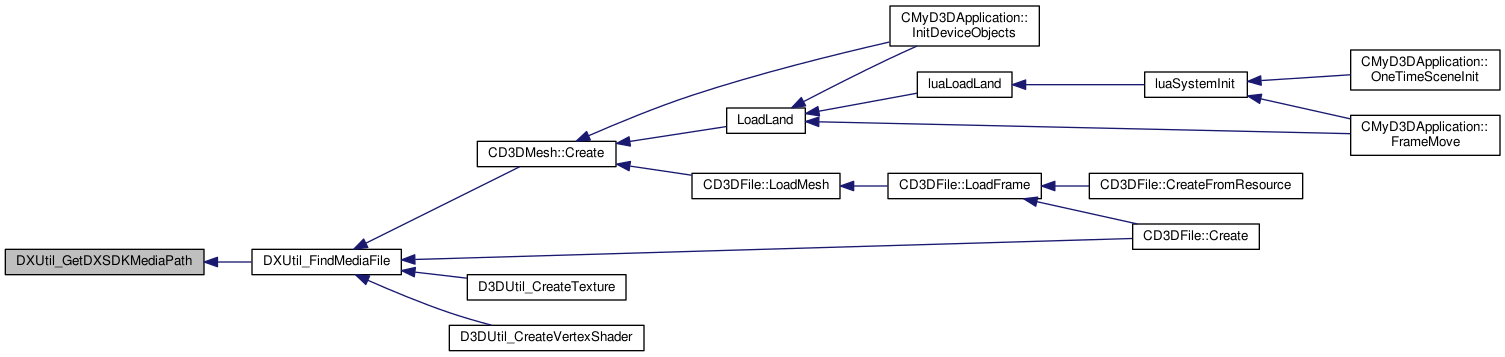 CMyD3DApplication::
InitDeviceObjects
CMyD3DApplication::
OneTimeSceneInit
luaLoadLand
luaSystemInit
LoadLand
CMyD3DApplication::
FrameMove
CD3DMesh::Create
CD3DFile::LoadMesh
CD3DFile::LoadFrame
CD3DFile::CreateFromResource
CD3DFile::Create
DXUtil_GetDXSDKMediaPath
DXUtil_FindMediaFile
D3DUtil_CreateTexture
D3DUtil_CreateVertexShader